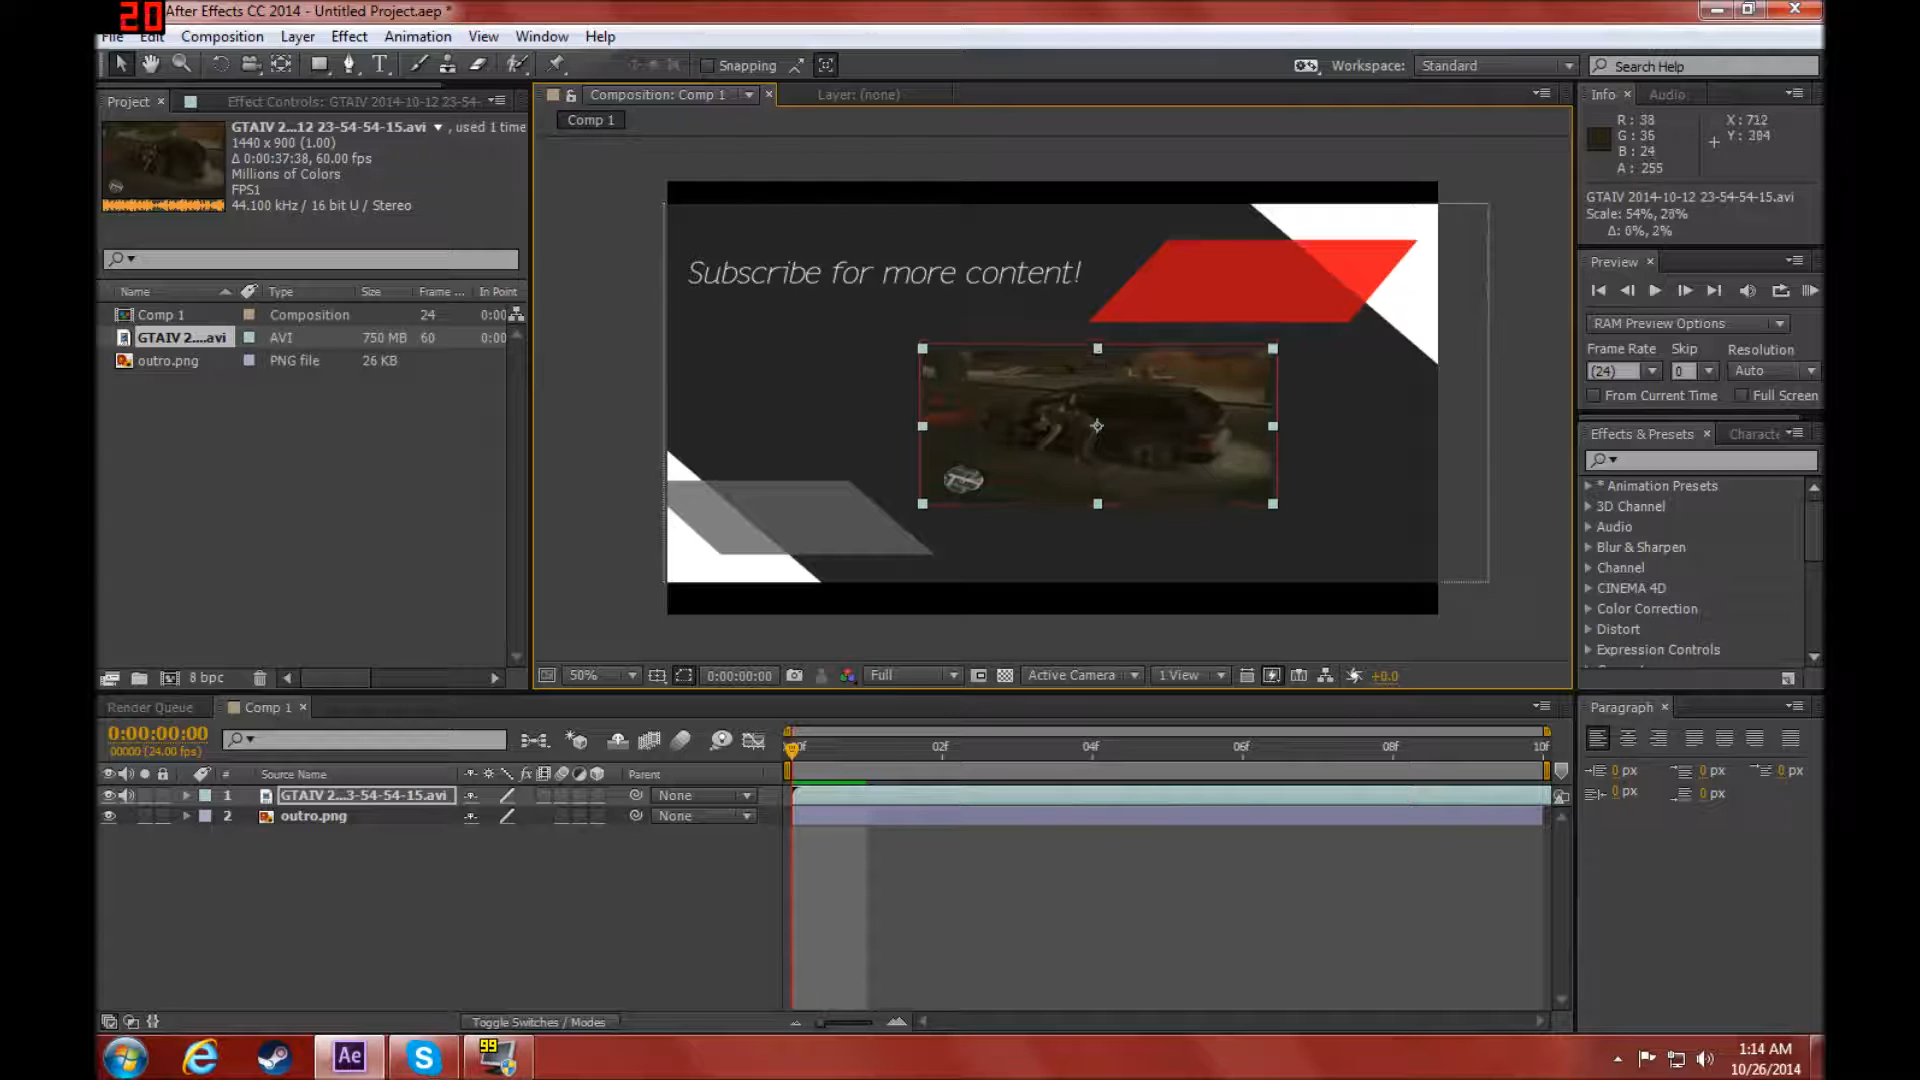 20
After Effects CC 2014 - Untitled Project.aep *
File Edit Composition Layer Effect Animation View Window Help
Snapping
Workspace: Standard
Search Help
Project
Effect Controls: GTAIV 2014-10-12 23-54-
GTAIV 2...12 23-54-54-15.avi , used 1 time
1440 x 900 (1.00)
Δ 0:00:37:38, 60.00 fps
Millions of Colors
FPS1
44.100 kHz / 16 bit U / Stereo
Name Type Size Frame ... In Point
Comp 1 Composition 24 0:00
GTAIV 2....avi AVI 750 MB 60 0:00
outro.png PNG file 26 KB
8 bpc
Composition: Comp 1
Layer: (none)
Comp 1
Subscribe for more content!
50% 0:00:00:00 Full Active Camera 1 View +0.0
Info Audio
R: 38 X: 712
G: 35 Y: 394
B: 24
A: 255
GTAIV 2014-10-12 23-54-54-15.avi
Scale: 54%, 28%
Δ: 6%, 2%
Preview
RAM Preview Options
Frame Rate Skip Resolution
(24) 0 Auto
From Current Time Full Screen
Effects & Presets Characte
* Animation Presets
3D Channel
Audio
Blur & Sharpen
Channel
CINEMA 4D
Color Correction
Distort
Expression Controls
Render Queue Comp 1
0:00:00:00
00000 (24.00 fps)
# Source Name fx Parent
1 GTAIV 2...3-54-54-15.avi None
2 outro.png None
02f 04f 06f 08f 10f
Toggle Switches / Modes
Paragraph
0 px 0 px 0 px
0 px 0 px
Ae
S
99
1:14 AM
10/26/2014